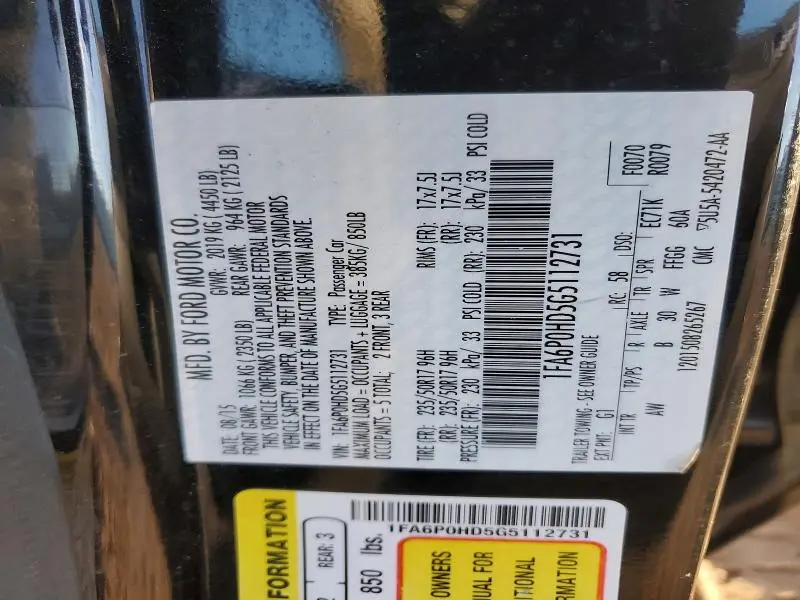 MFD. BY FORD MOTOR CO.
DATE: 08/15 GVWR: 2019 KG ( 4450 LB)
FRONT GAWR: 1066 KG ( 2350 LB) REAR GAWR: 964 KG ( 2125 LB)
THIS VEHICLE CONFORMS TO ALL APPLICABLE FEDERAL MOTOR
VEHICLE SAFETY, BUMPER, AND THEFT PREVENTION STANDARDS
IN EFFECT ON THE DATE OF MANUFACTURE SHOWN ABOVE.
VIN: 1FA6P0HD5G5112731 TYPE: Passenger Car
MAXIMUM LOAD = OCCUPANTS + LUGGAGE = 385KG/ 850LB
OCCUPANTS = 5 TOTAL: 2 FRONT, 3 REAR
TIRE (FR): 235/50R17 96H RIMS (FR): 17x7.5J
(RR): 235/50R17 96H (RR): 17x7.5J
PRESSURE (FR): 230 kPa/ 33 PSI COLD (RR): 230 kPa/ 33 PSI COLD
1FA6P0HD5G5112731
TRAILER TOWING - SEE OWNER GUIDE
EXT PNT: G1 RC: 58 DSO: F0070
R0079
INT TR TP/PS R AXLE TR SPR EC71K
AW B 30 W FFGG 60A
1201508265267 CMC 5U5A-5420472-AA
FORMATION
REAR: 3
850 lbs.
1FA6P0HD5G5112731
OWNERS
UAL FOR
ITIONAL
RMATION